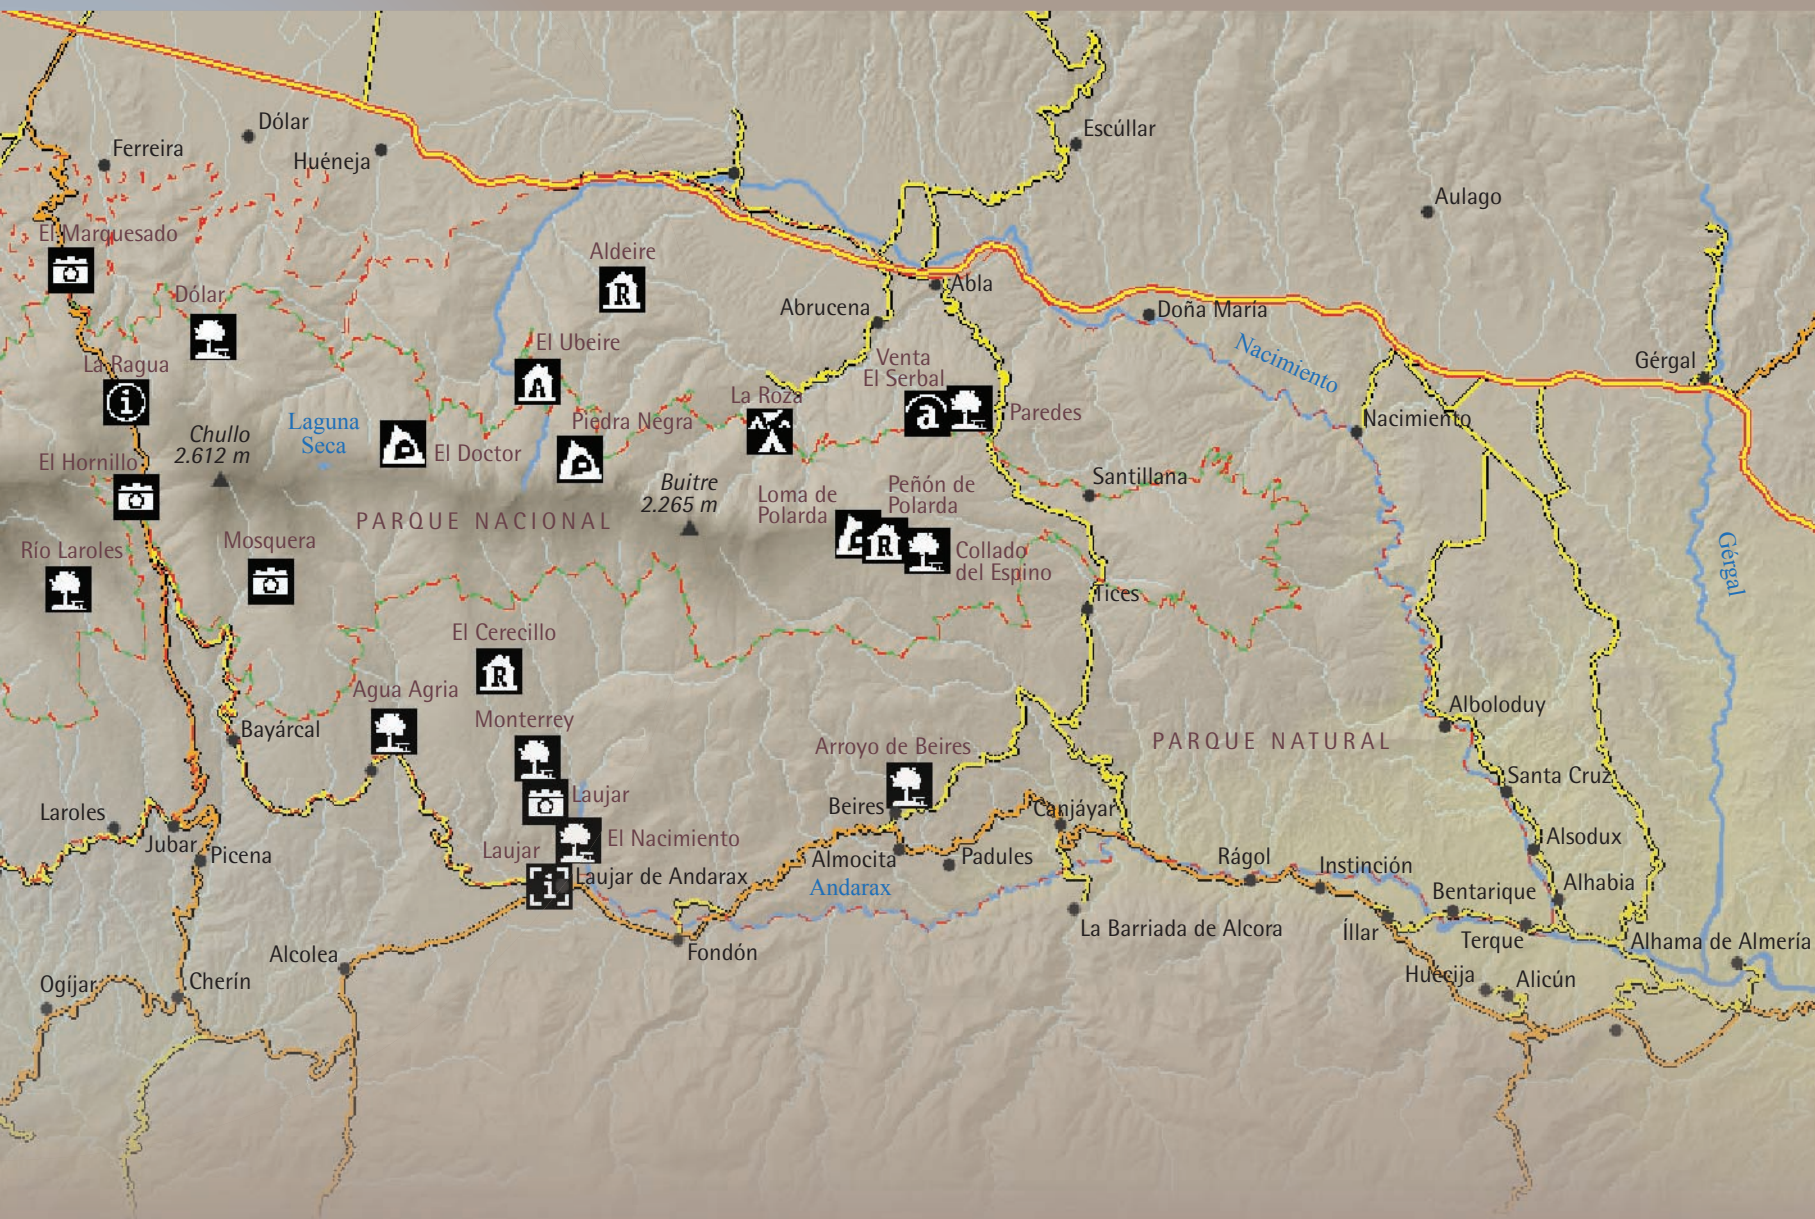 Dólar
Ferreira
Huéneja
Escúllar
Aulago
El Marquesado
Aldeire
R
Dólar
Abla
Abrucena
Doña María
Nacimiento
El Ubeire
A
Venta
El Serbal
a
Paredes
Gérgal
La Ragua
i
Laguna
Seca
Chullo
2.612 m
El Doctor
Piedra Negra
La Roza
Nacimiento
El Hornillo
Buitre
2.265 m
Santillana
Loma de
Polarda
Peñón de
Polarda
R
PARQUE NACIONAL
Collado
del Espino
Gérgal
Río Laroles
Mosquera
Tices
El Cerecillo
R
Agua Agria
Monterrey
Bayárcal
Arroyo de Beires
PARQUE NATURAL
Alboloduy
Santa Cruz
Laujar
Beires
Canjáyar
Laroles
Jubar
Picena
Laujar
El Nacimiento
Almocita
Padules
Alsodux
i
Laujar de Andarax
Andarax
Rágol
Instinción
Bentarique
Alhabia
La Barriada de Alcora
Íllar
Terque
Alhama de Almería
Fondón
Alcolea
Ogíjar
Cherín
Huécija
Alicún